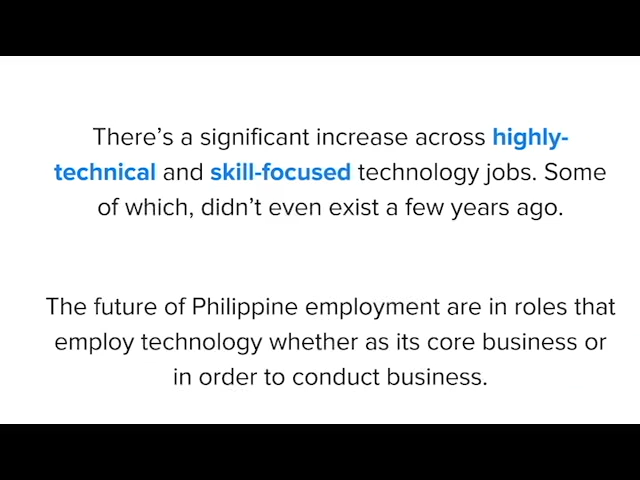 There’s a significant increase across highly-
technical and skill-focused technology jobs. Some
of which, didn’t even exist a few years ago.
The future of Philippine employment are in roles that
employ technology whether as its core business or
in order to conduct business.